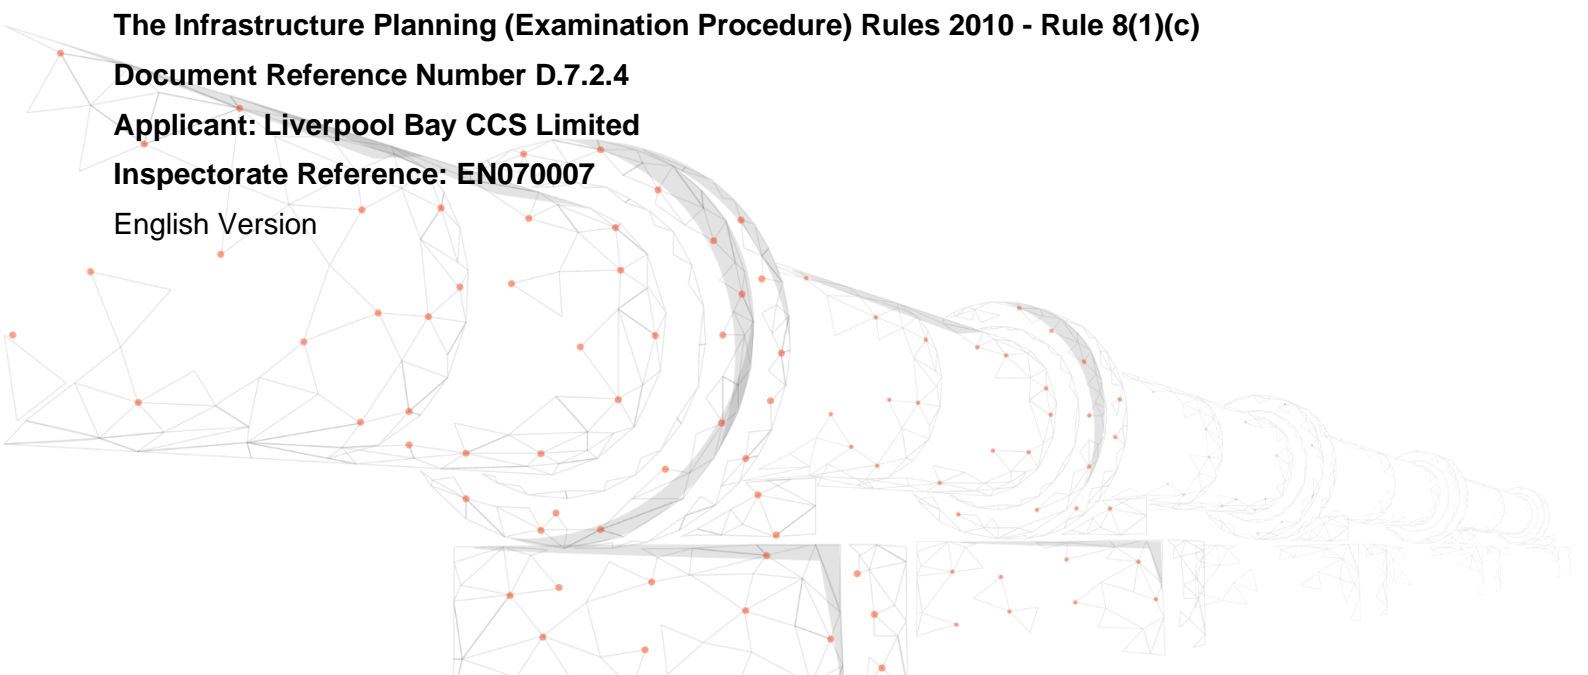 The Infrastructure Planning (Examination Procedure) Rules 2010 - Rule 8(1)(c)
Document Reference Number D.7.2.4
Applicant: Liverpool Bay CCS Limited
Inspectorate Reference: EN070007
English Version